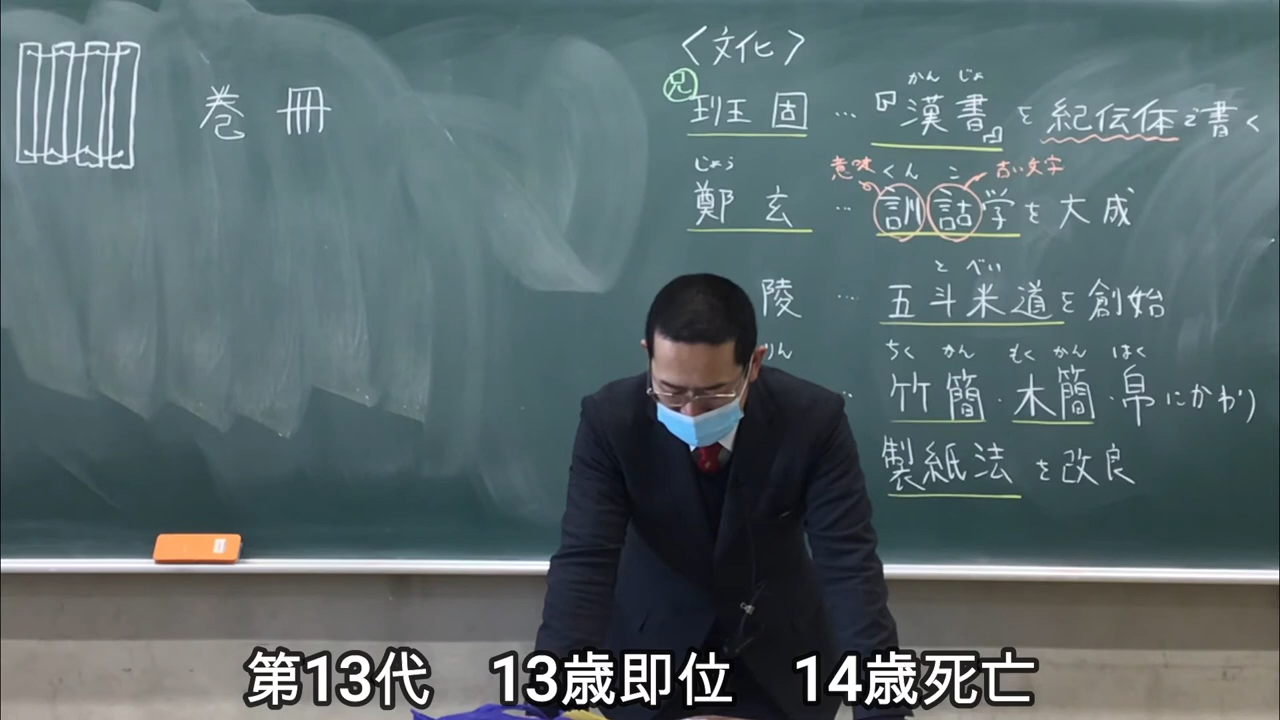 巻冊
〈文化〉
兄
かんじょ
班固…『漢書』を紀伝体で書く
じょう 意味 くんこ 古い文字
鄭玄…訓詁学を大成
とべい
陵…五斗米道を創始
りん ちくかん もくかん はく
竹簡・木簡・帛にかわり
製紙法を改良
第13代 13歳即位 14歳死亡